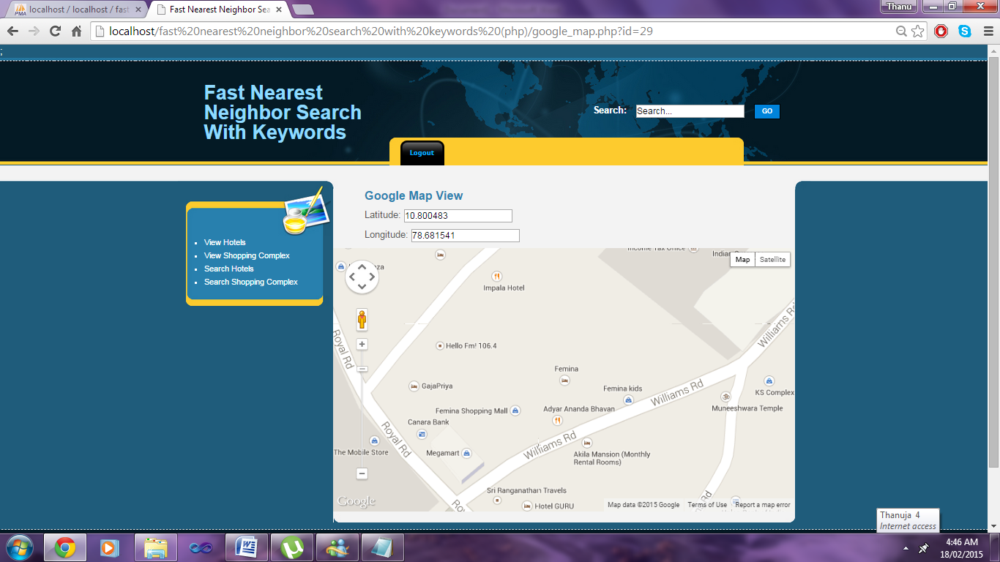 localhost / localhost / fast
Fast Nearest Neighbor Sea
Thanu
localhost/fast%20nearest%20neighbor%20search%20with%20keywords%20(php)/google_map.php?id=29
;
Fast Nearest
Neighbor Search
With Keywords
Search: Search... GO
Logout
View Hotels
View Shopping Complex
Search Hotels
Search Shopping Complex
Google Map View
Latitude: 10.800483
Longitude: 78.681541
Income Tax Office
Map Satellite
Impala Hotel
Williams Rd
Royal Rd
Hello Fm! 106.4
Femina
GajaPriya
Femina kids
Williams Rd
KS Complex
Femina Shopping Mall
Adyar Ananda Bhavan
Muneeshwara Temple
Canara Bank
Royal Rd
Williams Rd
The Mobile Store
Megamart
Akila Mansion (Monthly
Rental Rooms)
Sri Ranganathan Travels
Hotel GURU
Google
Map data ©2015 Google Terms of Use Report a map error
Thanuja 4
Internet access
4:46 AM
18/02/2015